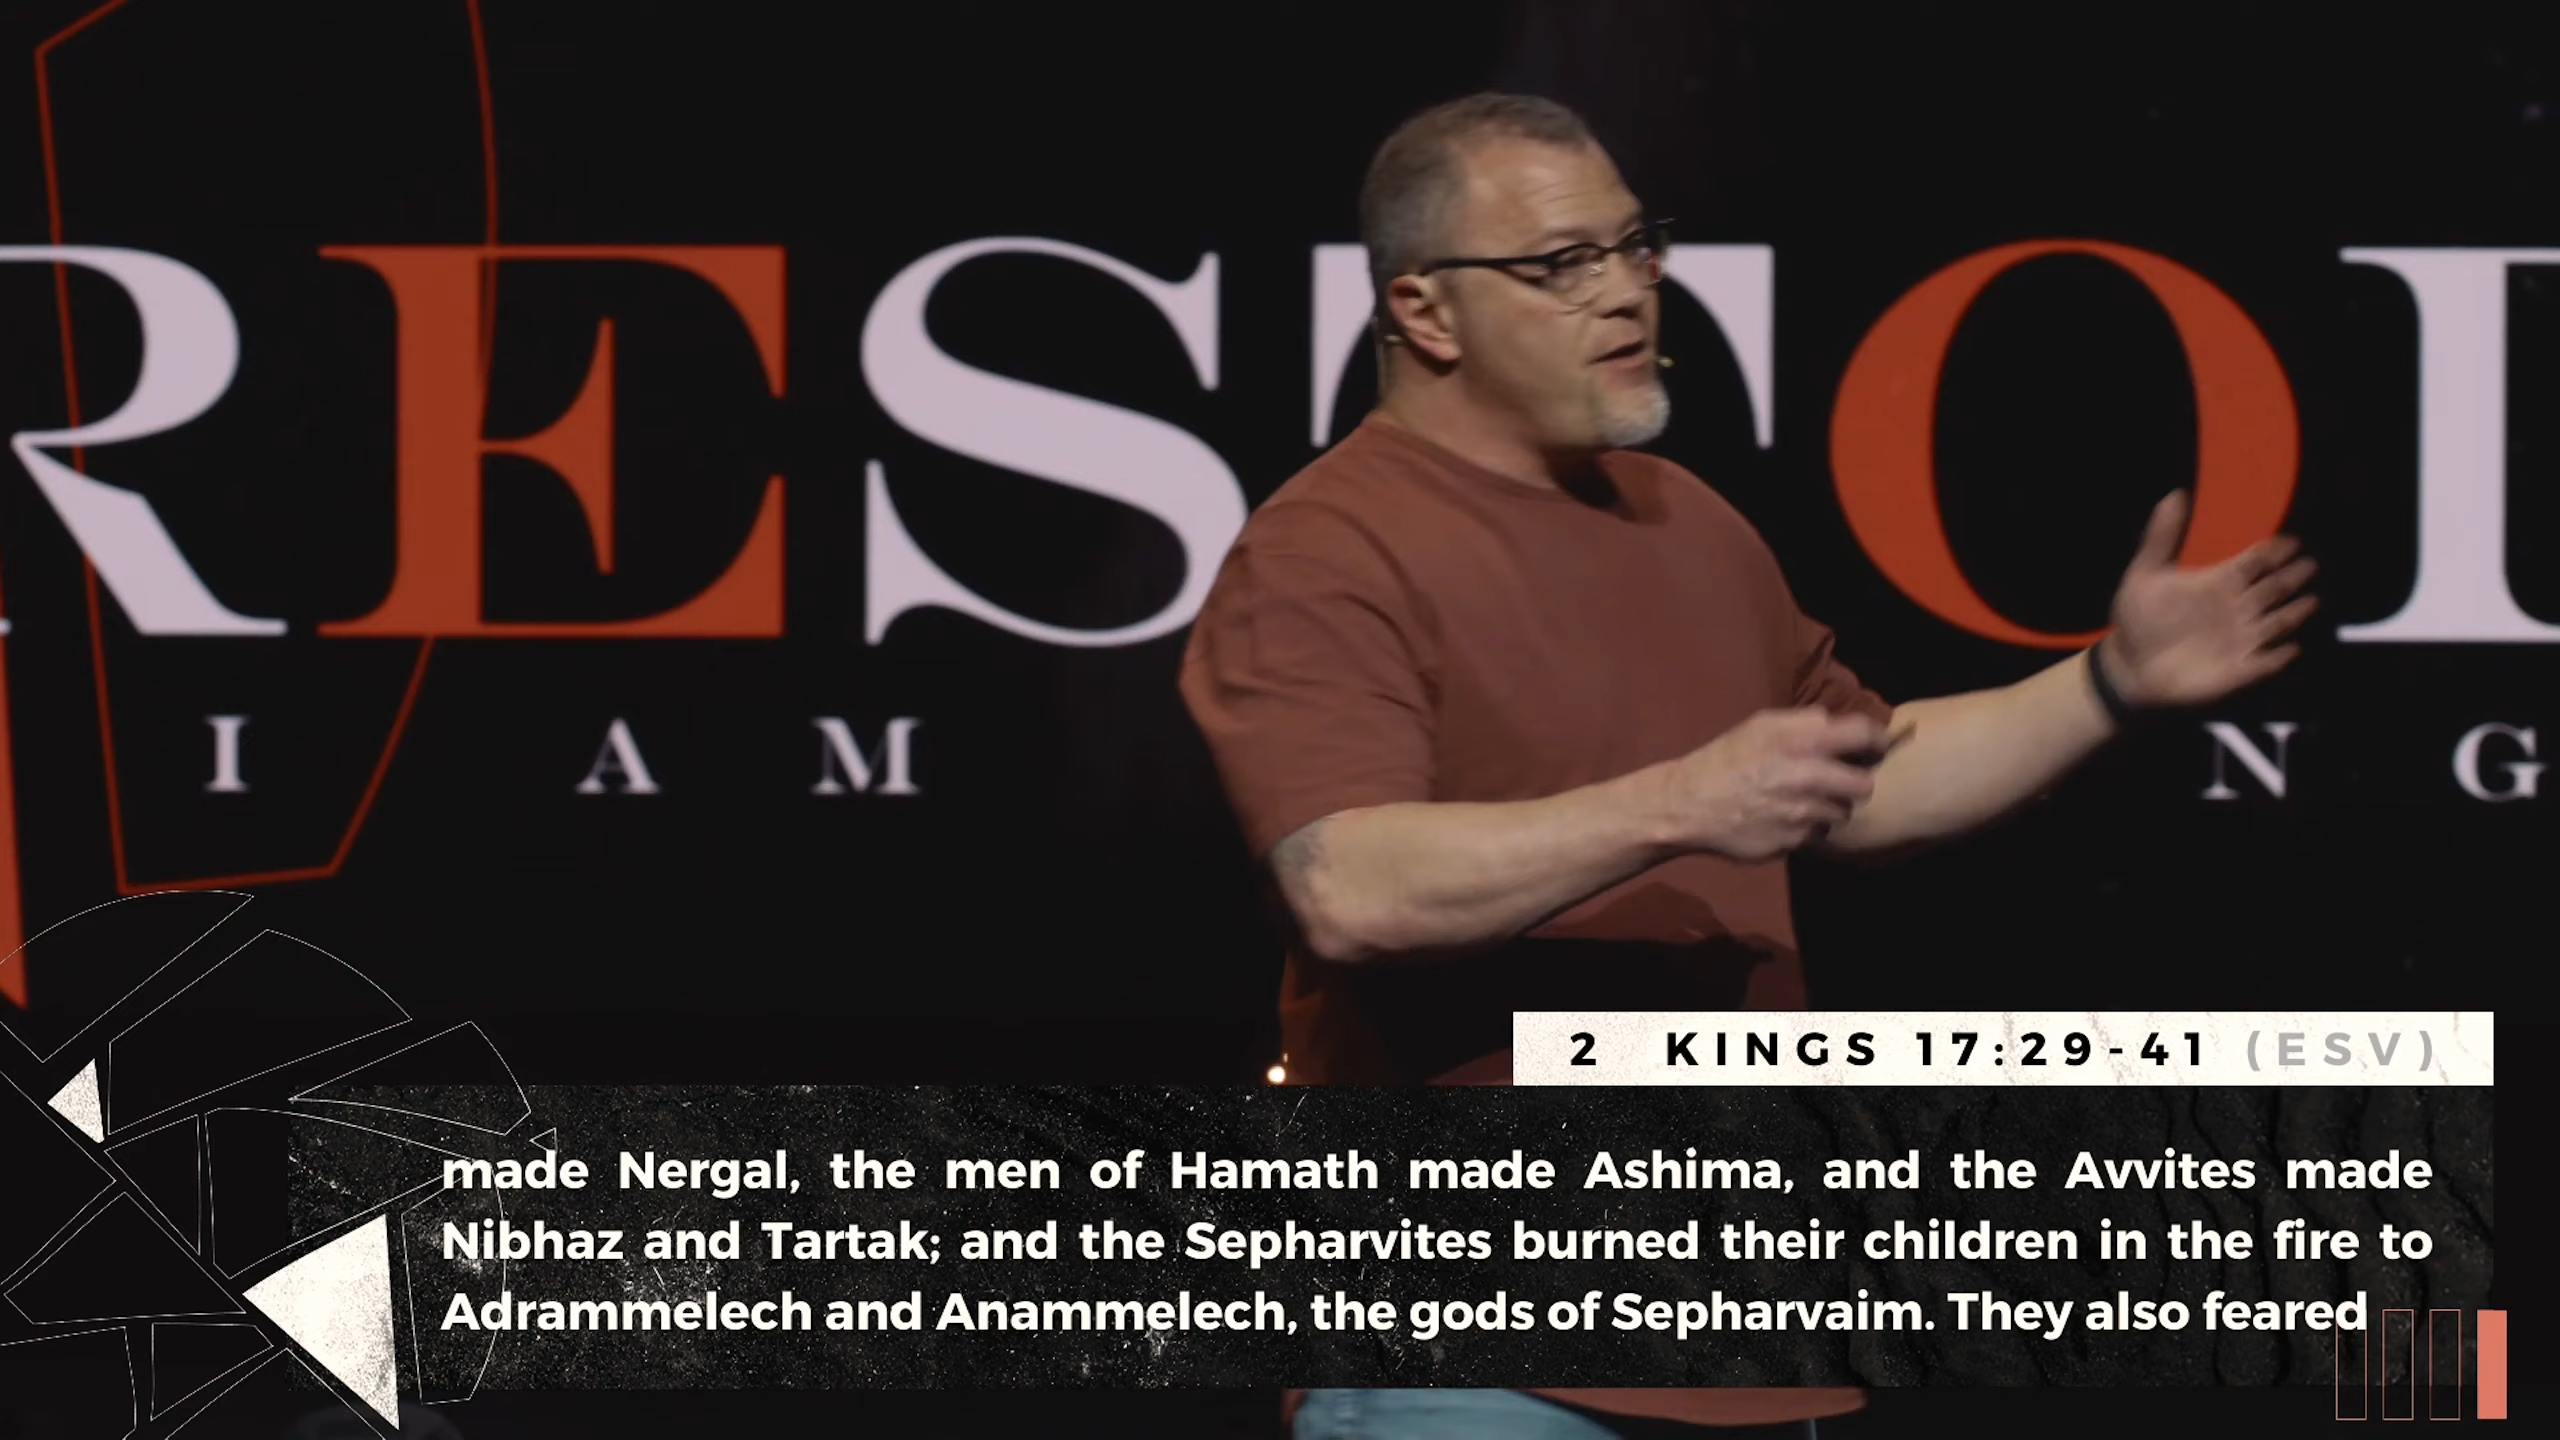 RESTO
I AM NG
2 KINGS 17:29-41 (ESV)
made Nergal, the men of Hamath made Ashima, and the Avvites made
Nibhaz and Tartak; and the Sepharvites burned their children in the fire to
Adrammelech and Anammelech, the gods of Sepharvaim. They also feared